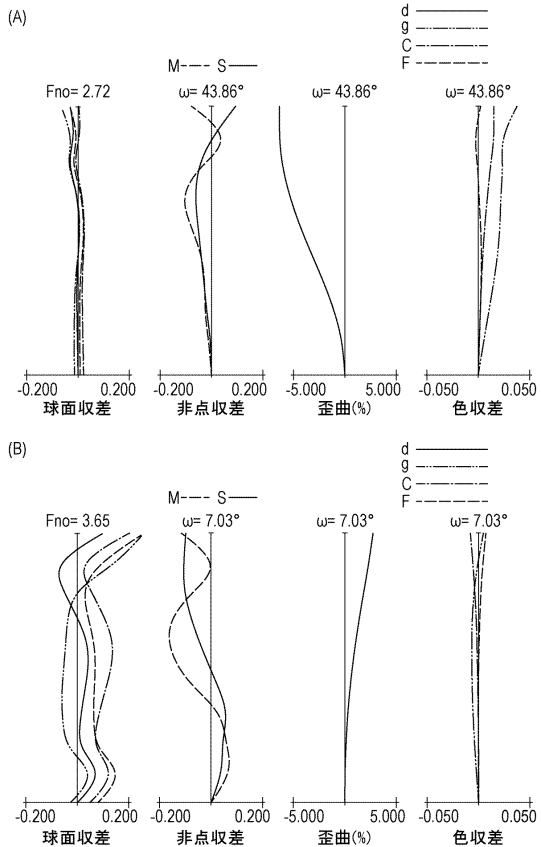 (A)
d
g
C
F
M S
Fno= 2.72 ω= 43.86° ω= 43.86° ω= 43.86°
-0.200 0.200 -0.200 0.200 -5.000 5.000 -0.050 0.050
球面収差 非点収差 歪曲(%) 色収差
(B)
d
g
C
F
M S
Fno= 3.65 ω= 7.03° ω= 7.03° ω= 7.03°
-0.200 0.200 -0.200 0.200 -5.000 5.000 -0.050 0.050
球面収差 非点収差 歪曲(%) 色収差